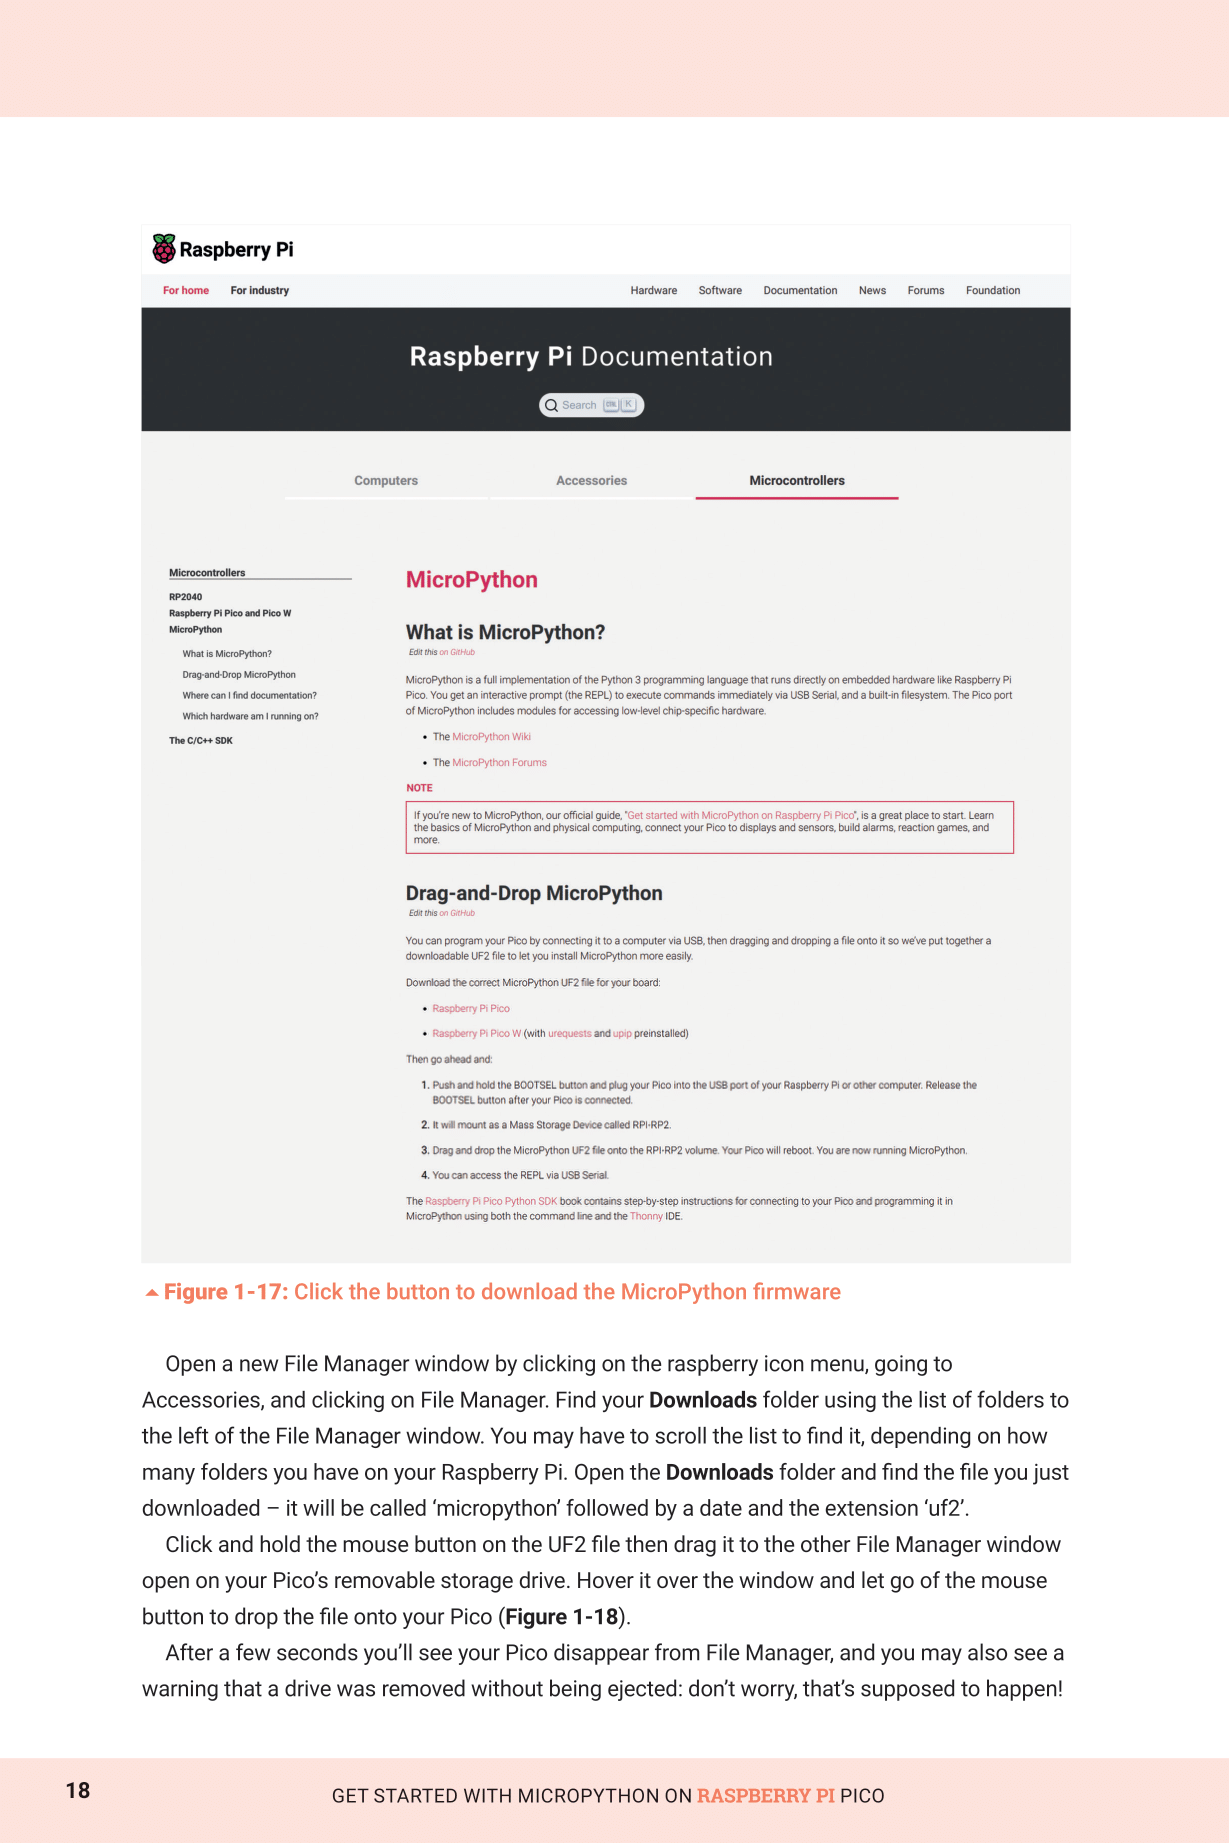 Raspberry Pi
For home For industry Hardware Software Documentation News Forums Foundation
Raspberry Pi Documentation
Search Ctrl K
Computers Accessories Microcontrollers
Microcontrollers
RP2040
Raspberry Pi Pico and Pico W
MicroPython
What is MicroPython?
Drag-and-Drop MicroPython
Where can I find documentation?
Which hardware am I running on?
The C/C++ SDK
MicroPython
What is MicroPython?
Edit this on GitHub
MicroPython is a full implementation of the Python 3 programming language that runs directly on embedded hardware like Raspberry Pi
Pico. You get an interactive prompt (the REPL) to execute commands immediately via USB Serial, and a built-in filesystem. The Pico port
of MicroPython includes modules for accessing low-level chip-specific hardware.
• The MicroPython Wiki
• The MicroPython Forums
NOTE
If you're new to MicroPython, our official guide, "Get started with MicroPython on Raspberry Pi Pico", is a great place to start. Learn
the basics of MicroPython and physical computing, connect your Pico to displays and sensors, build alarms, reaction games, and
more.
Drag-and-Drop MicroPython
Edit this on GitHub
You can program your Pico by connecting it to a computer via USB, then dragging and dropping a file onto it so we've put together a
downloadable UF2 file to let you install MicroPython more easily.
Download the correct MicroPython UF2 file for your board:
• Raspberry Pi Pico
• Raspberry Pi Pico W (with urequests and upip preinstalled)
Then go ahead and:
1. Push and hold the BOOTSEL button and plug your Pico into the USB port of your Raspberry Pi or other computer. Release the
BOOTSEL button after your Pico is connected.
2. It will mount as a Mass Storage Device called RPI-RP2.
3. Drag and drop the MicroPython UF2 file onto the RPI-RP2 volume. Your Pico will reboot. You are now running MicroPython.
4. You can access the REPL via USB Serial.
The Raspberry Pi Pico Python SDK book contains step-by-step instructions for connecting to your Pico and programming it in
MicroPython using both the command line and the Thonny IDE.
Figure 1-17: Click the button to download the MicroPython firmware
Open a new File Manager window by clicking on the raspberry icon menu, going to
Accessories, and clicking on File Manager. Find your Downloads folder using the list of folders to
the left of the File Manager window. You may have to scroll the list to find it, depending on how
many folders you have on your Raspberry Pi. Open the Downloads folder and find the file you just
downloaded – it will be called ‘micropython’ followed by a date and the extension ‘uf2’.
Click and hold the mouse button on the UF2 file then drag it to the other File Manager window
open on your Pico’s removable storage drive. Hover it over the window and let go of the mouse
button to drop the file onto your Pico (Figure 1-18).
After a few seconds you’ll see your Pico disappear from File Manager, and you may also see a
warning that a drive was removed without being ejected: don’t worry, that’s supposed to happen!
18 GET STARTED WITH MICROPYTHON ON RASPBERRY PI PICO